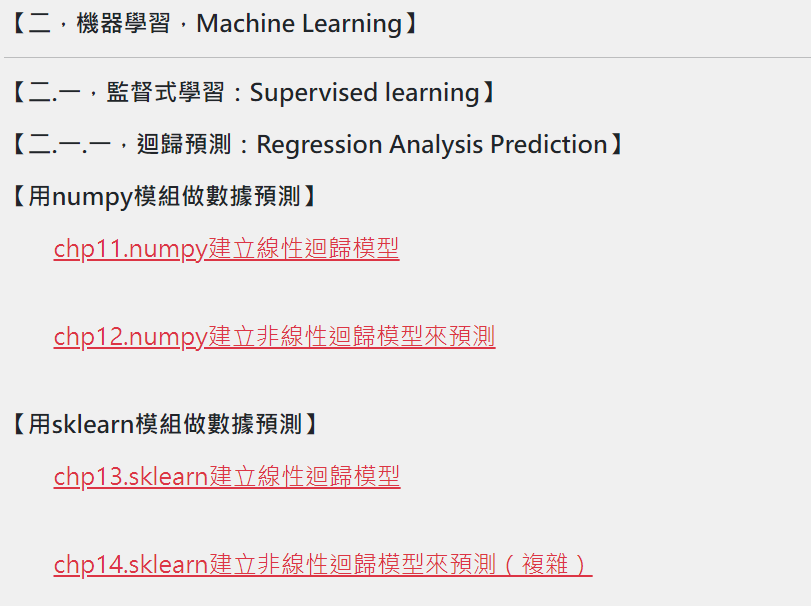 【二，機器學習，Machine Learning】
【二.一，監督式學習：Supervised learning】
【二.一.一，迴歸預測：Regression Analysis Prediction】
【用numpy模組做數據預測】
chp11.numpy建立線性迴歸模型
chp12.numpy建立非線性迴歸模型來預測
【用sklearn模組做數據預測】
chp13.sklearn建立線性迴歸模型
chp14.sklearn建立非線性迴歸模型來預測（複雜）